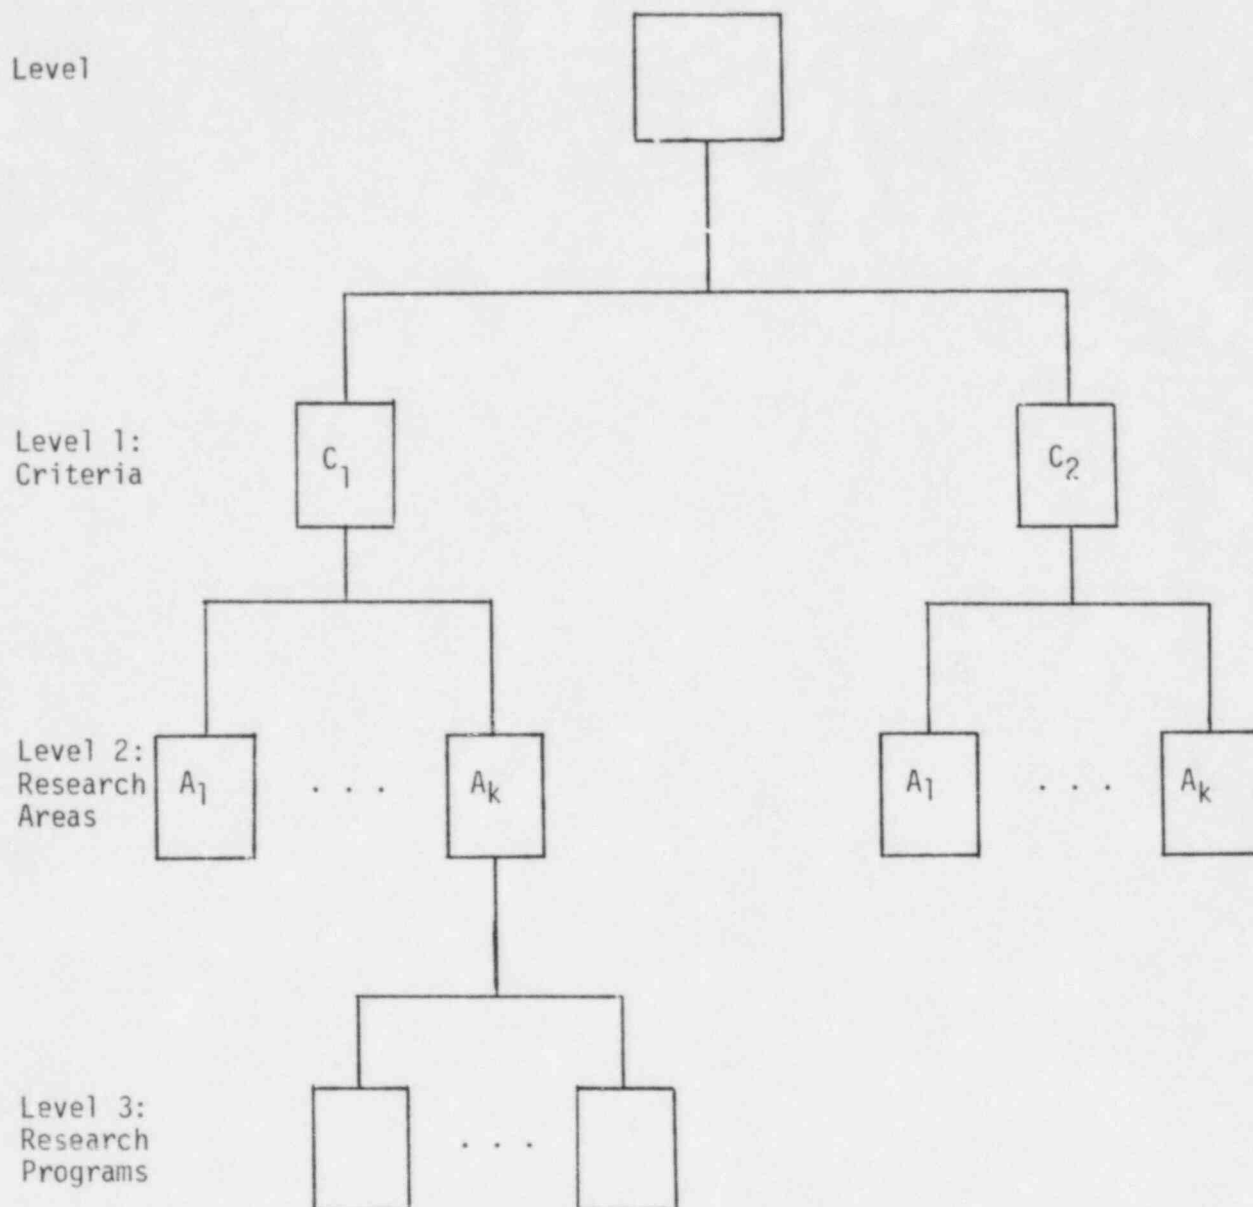 Level
Level 1:
Criteria
C1
C2
Level 2:
Research
Areas
A1 . . . Ak
A1 . . . Ak
Level 3:
Research
Programs
. . .